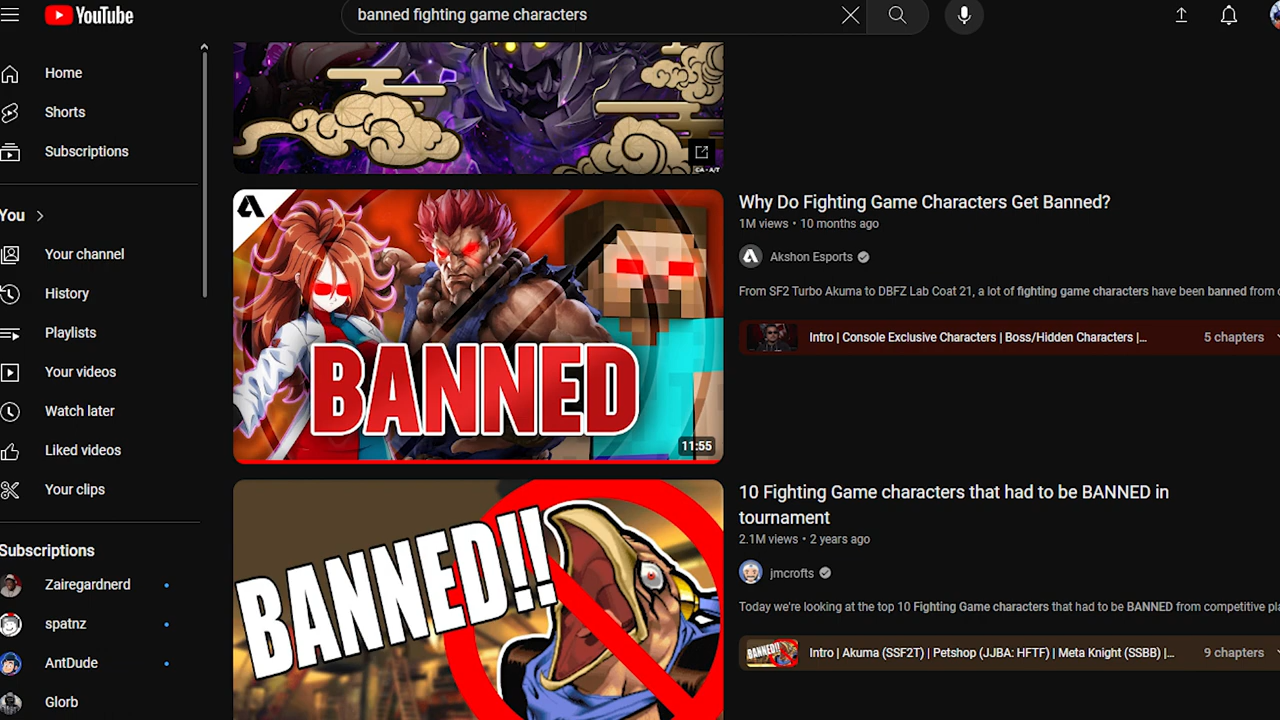 YouTube
banned fighting game characters
Home
Shorts
Subscriptions
You
Your channel
History
Playlists
Your videos
Watch later
Liked videos
Your clips
Subscriptions
Zairegardnerd
spatnz
AntDude
Glorb
CA - A/T
BANNED
11:55
Why Do Fighting Game Characters Get Banned?
1M views • 10 months ago
Akshon Esports
From SF2 Turbo Akuma to DBFZ Lab Coat 21, a lot of fighting game characters have been banned from
Intro | Console Exclusive Characters | Boss/Hidden Characters |...
5 chapters
BANNED!!
10 Fighting Game characters that had to be BANNED in
tournament
2.1M views • 2 years ago
jmcrofts
Today we're looking at the top 10 Fighting Game characters that had to be BANNED from competitive
BANNED!!
Intro | Akuma (SSF2T) | Petshop (JJBA: HFTF) | Meta Knight (SSBB) |...
9 chapters